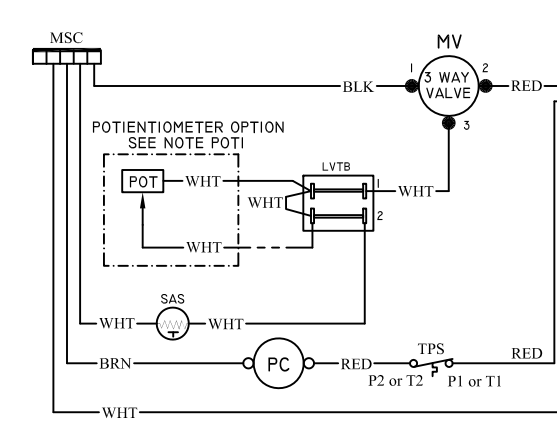 MSC
MV
1
2
3 WAY
VALVE
BLK
RED
3
POTIENTIOMETER OPTION
SEE NOTE POT1
LVTB
POT
WHT
1
WHT
WHT
2
WHT
SAS
WHT
WHT
TPS
RED
BRN
PC
RED
P2 or T2
P1 or T1
WHT